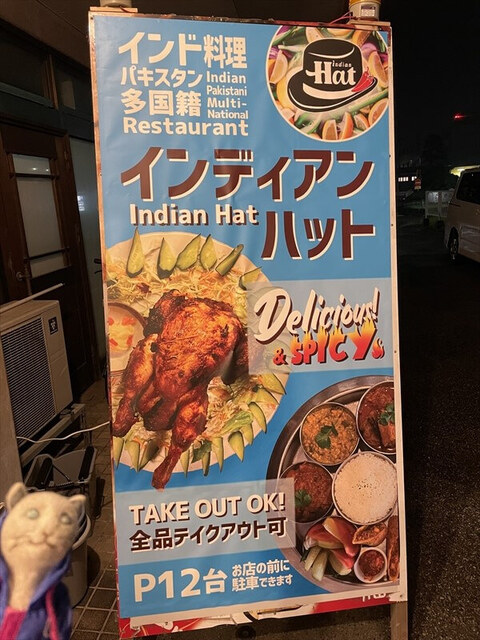 インド料理
パキスタン
多国籍
Indian
Pakistani
Multi-
National
Restaurant
Indian
Hat
インディアン
Indian Hat
ハット
Delicious!
& SPICY
TAKE OUT OK!
全品テイクアウト可
P12台
お店の前に
駐車できます